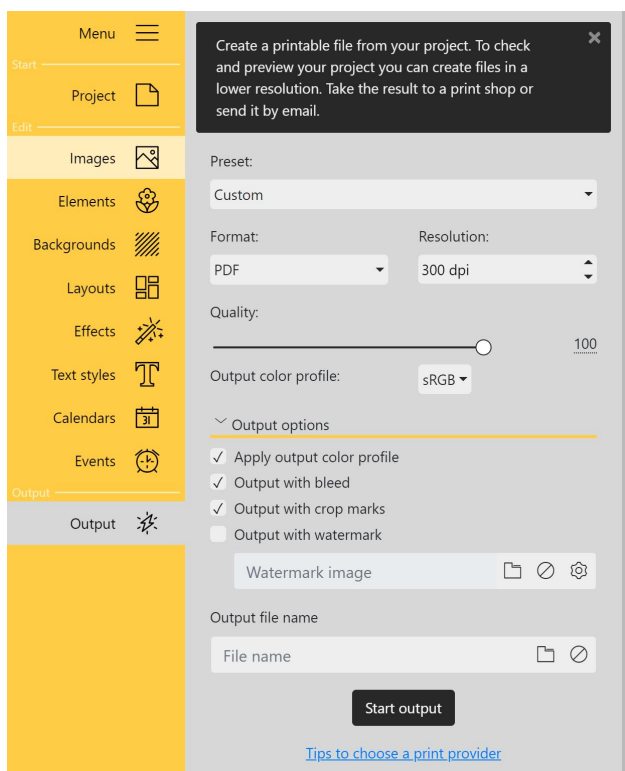 Menu
Start
Project
Edit
Images
Elements
Backgrounds
Layouts
Effects
Text styles
Calendars
31
Events
Output
Output
Create a printable file from your project. To check
and preview your project you can create files in a
lower resolution. Take the result to a print shop or
send it by email.
Preset:
Custom
Format:
Resolution:
PDF
300 dpi
Quality:
100
Output color profile:
sRGB
Output options
Apply output color profile
Output with bleed
Output with crop marks
Output with watermark
Watermark image
Output file name
File name
Start output
Tips to choose a print provider